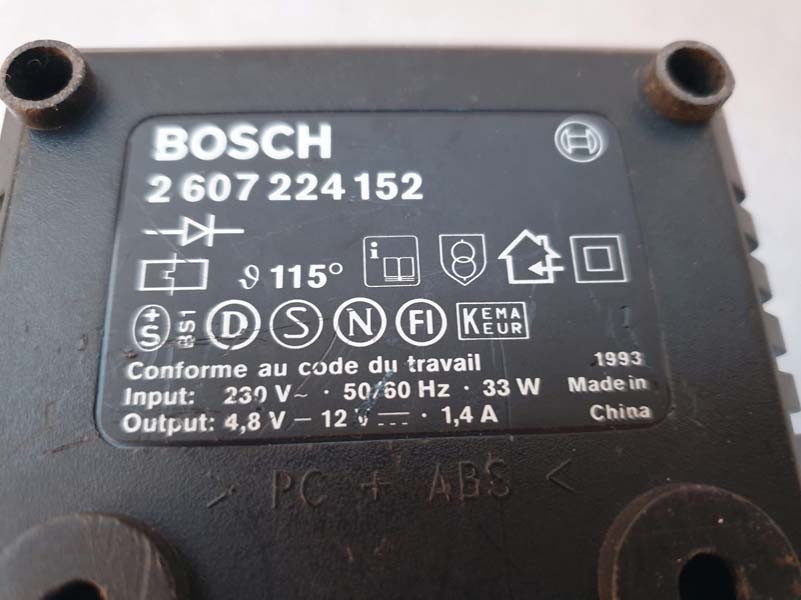 BOSCH
2 607 224 152
ϑ 115°
i
+S
BSI
D S N FI KEMA EUR
Conforme au code du travail
1993
Input: 230 V~ · 50/60 Hz · 33 W
Made in
Output: 4,8 V – 12 V ⎓ · 1,4 A
China
> PC + ABS <